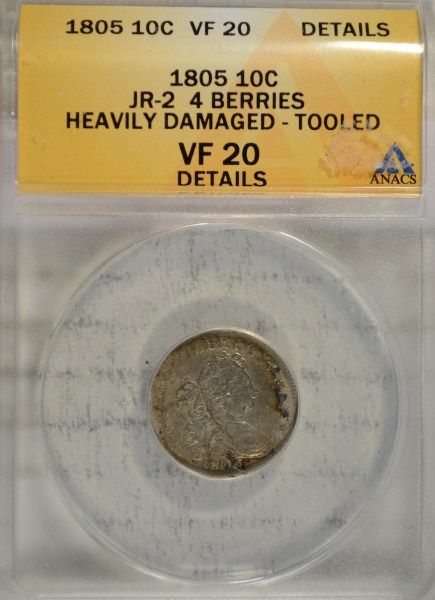 1805 10C VF 20 DETAILS
1805 10C
JR-2 4 BERRIES
HEAVILY DAMAGED - TOOLED
VF 20
DETAILS
ANACS